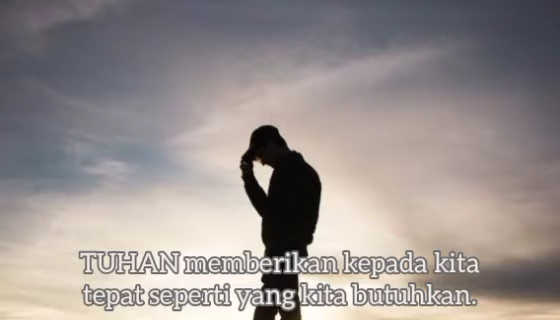 TUHAN memberikan kepada kita
tepat seperti yang kita butuhkan.